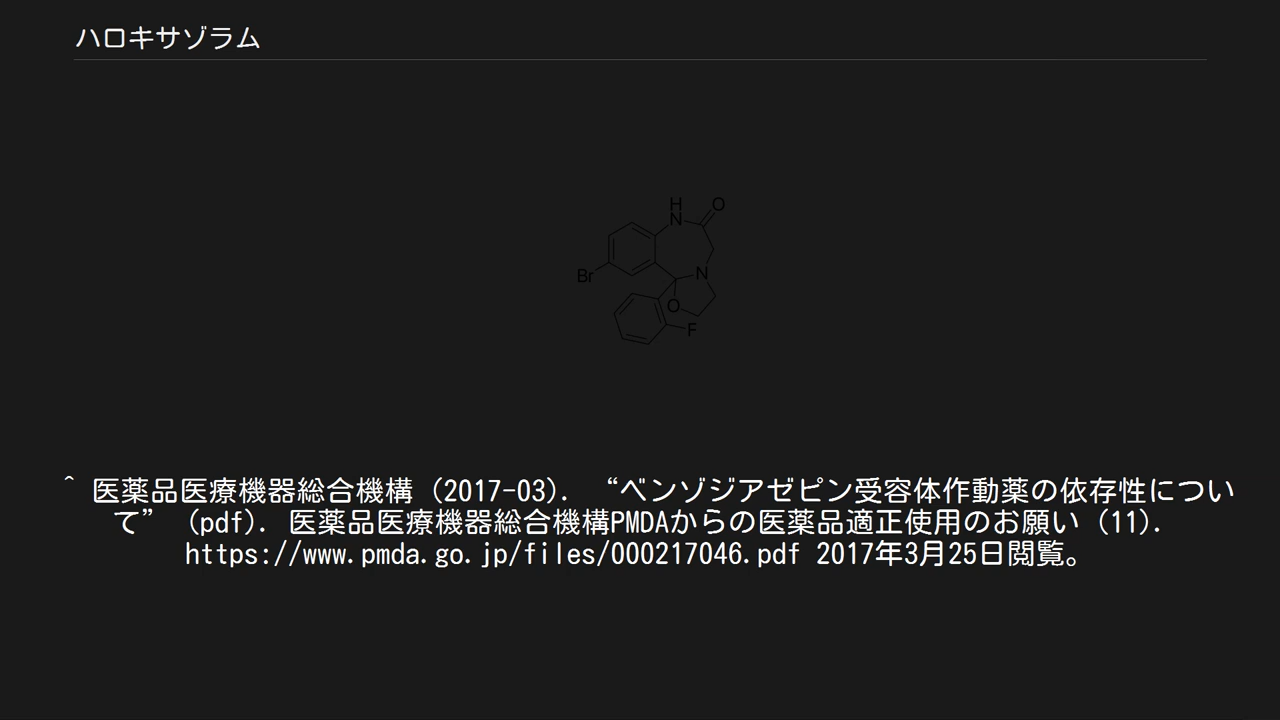 ハロキサゾラム
H
N
O
Br
N
O
F
^ 医薬品医療機器総合機構 (2017-03). “ベンゾジアゼピン受容体作動薬の依存性につい
て” (pdf). 医薬品医療機器総合機構PMDAからの医薬品適正使用のお願い (11).
https://www.pmda.go.jp/files/000217046.pdf 2017年3月25日閲覧。